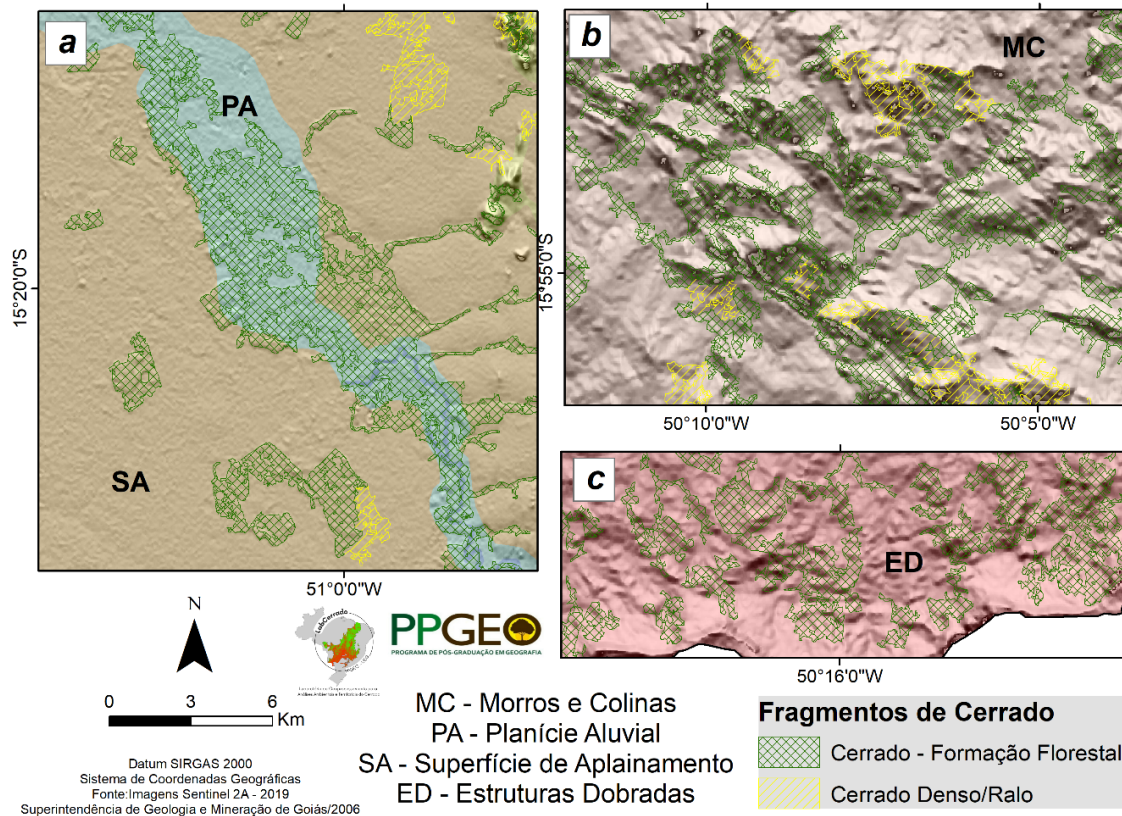 a
PA
SA
15°20'0"S
51°0'0"W
b
MC
15°55'0"S
50°10'0"W
50°5'0"W
c
ED
50°16'0"W
N
0 3 6
Km
Datum SIRGAS 2000
Sistema de Coordenadas Geográficas
Fonte:Imagens Sentinel 2A - 2019
Superintendência de Geologia e Mineração de Goiás/2006
LabCerrado
PPGEO
PROGRAMA DE PÓS-GRADUAÇÃO EM GEOGRAFIA
MC - Morros e Colinas
PA - Planície Aluvial
SA - Superfície de Aplainamento
ED - Estruturas Dobradas
Fragmentos de Cerrado
Cerrado - Formação Florestal
Cerrado Denso/Ralo